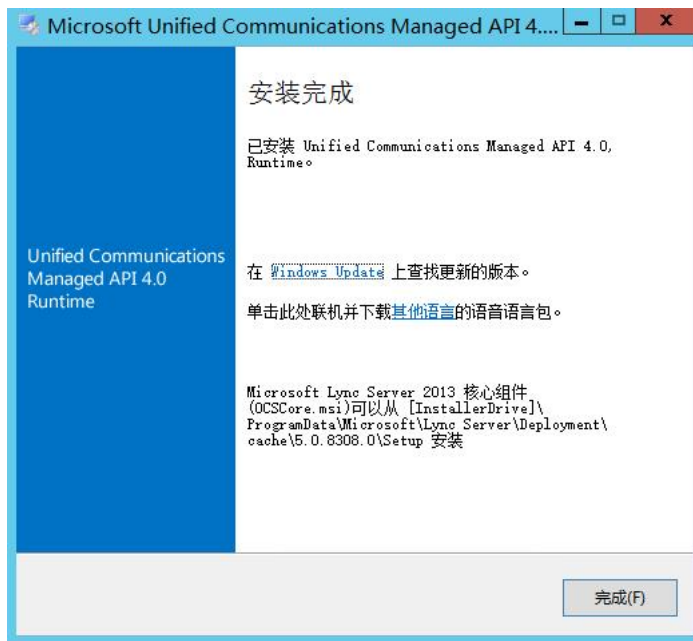 Microsoft Unified Communications Managed API 4....
安装完成
已安装 Unified Communications Managed API 4.0,
Runtime。
Unified Communications
Managed API 4.0
Runtime
在 Windows Update 上查找更新的版本。
单击此处联机并下载其他语言的语音语言包。
Microsoft Lync Server 2013 核心组件
(OCSCore.msi)可以从 [InstallerDrive]\
ProgramData\Microsoft\Lync Server\Deployment\
cache\5.0.8308.0\Setup 安装
完成(F)